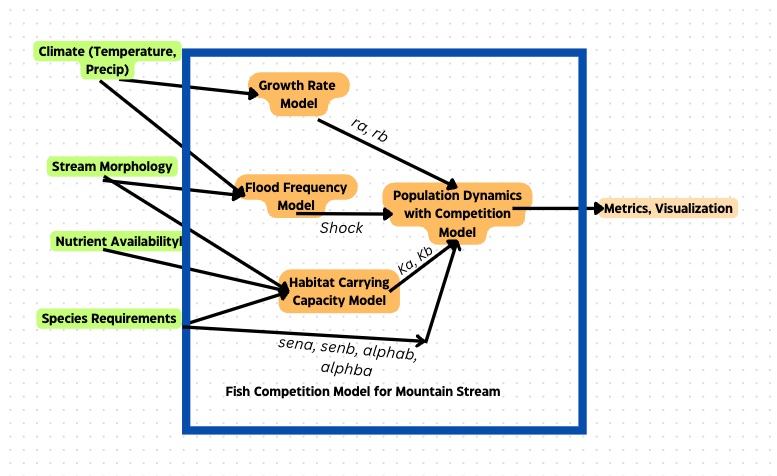 Climate (Temperature,
Precip)
Growth Rate
Model
ra, rb
Stream Morphology
Flood Frequency
Model
Population Dynamics
with Competition
Model
Metrics, Visualization
Shock
Nutrient Availabilityl
Ka, Kb
Habitat Carrying
Capacity Model
Species Requirements
sena, senb, alphab,
alphba
Fish Competition Model for Mountain Stream